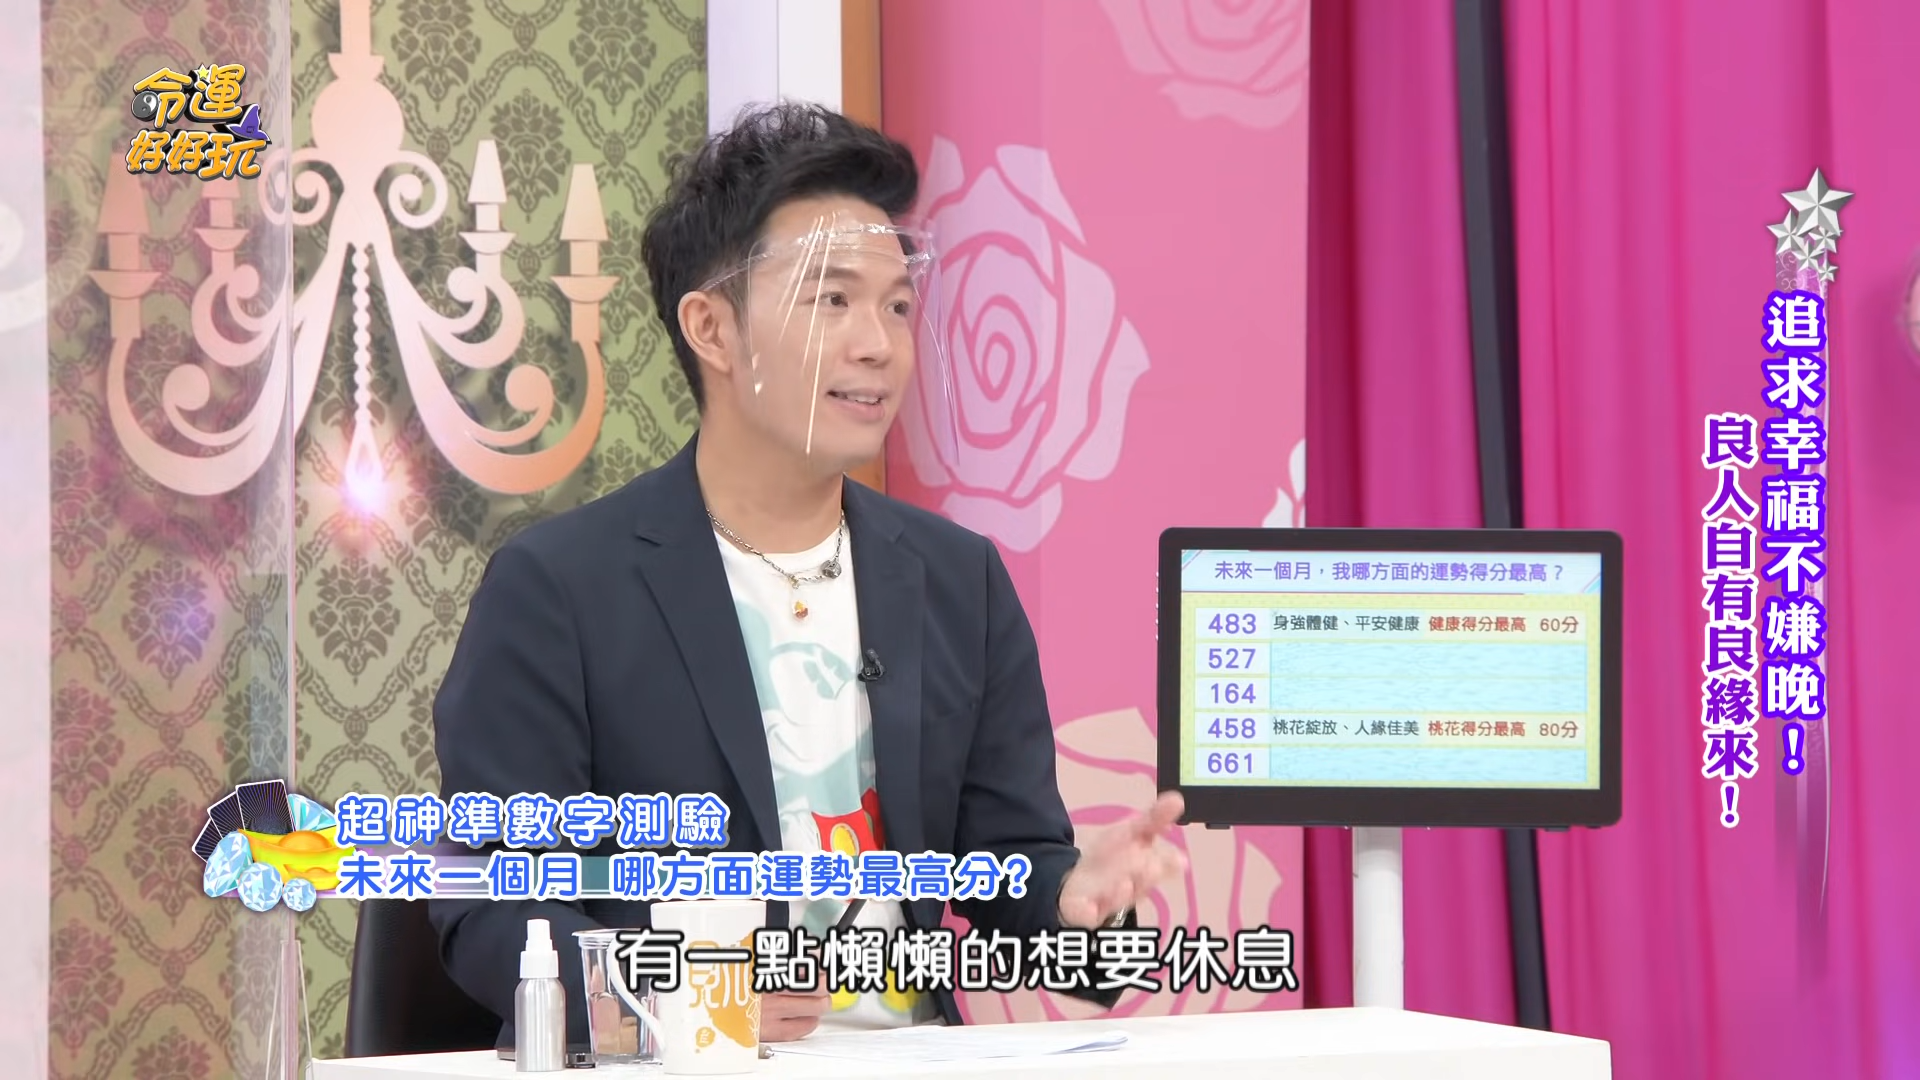 命運
好好玩
追求幸福不嫌晚！
良人自有良緣來！
未來一個月，我哪方面的運勢得分最高？
483 身強體健、平安健康 健康得分最高 60分
527
164
458 桃花綻放、人緣佳美 桃花得分最高 80分
661
超神準數字測驗
未來一個月 哪方面運勢最高分?
有一點懶懶的想要休息